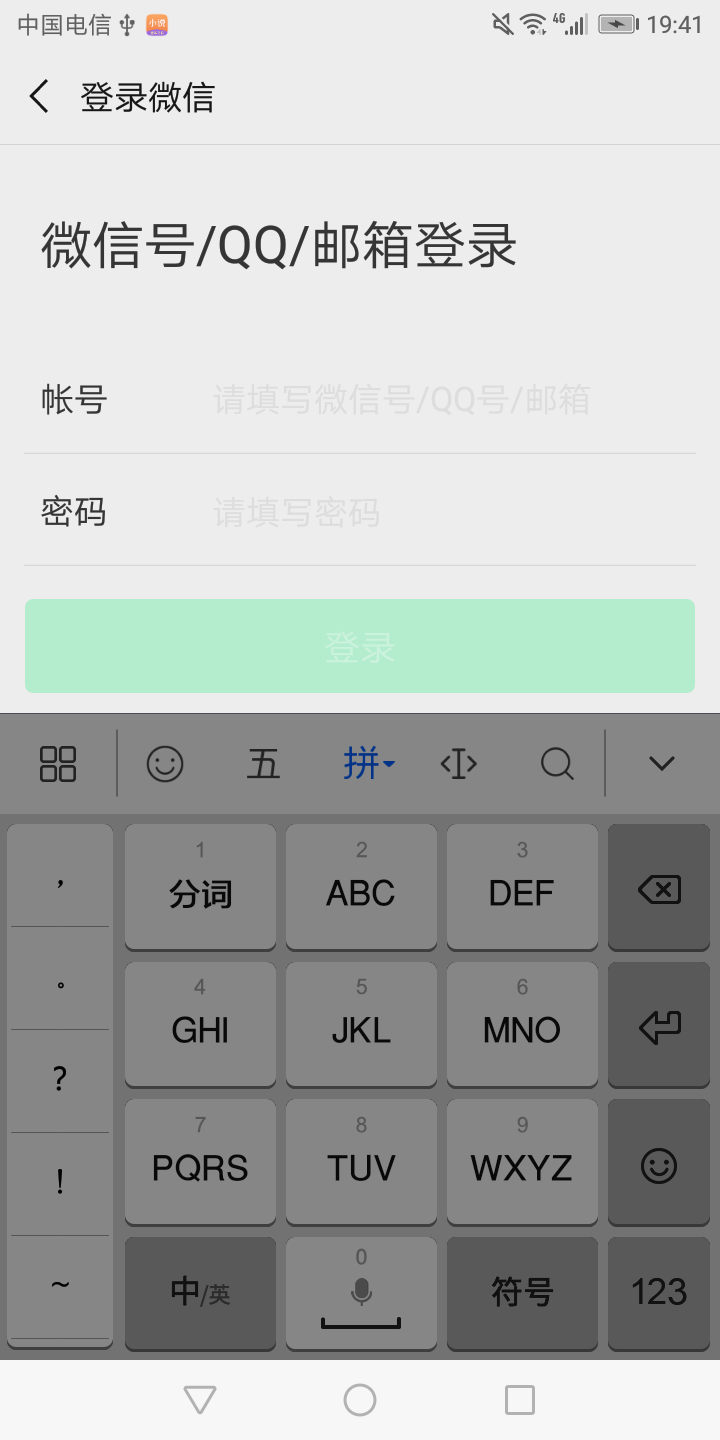 中国电信 小说 4G 19:41
登录微信
微信号/QQ/邮箱登录
帐号 请填写微信号/QQ号/邮箱
密码 请填写密码
登录
五 拼
， 1 2 3
分词 ABC DEF
。 4 5 6
GHI JKL MNO
?
7 8 9
PQRS TUV WXYZ
!
~ 0
中/英 符号 123